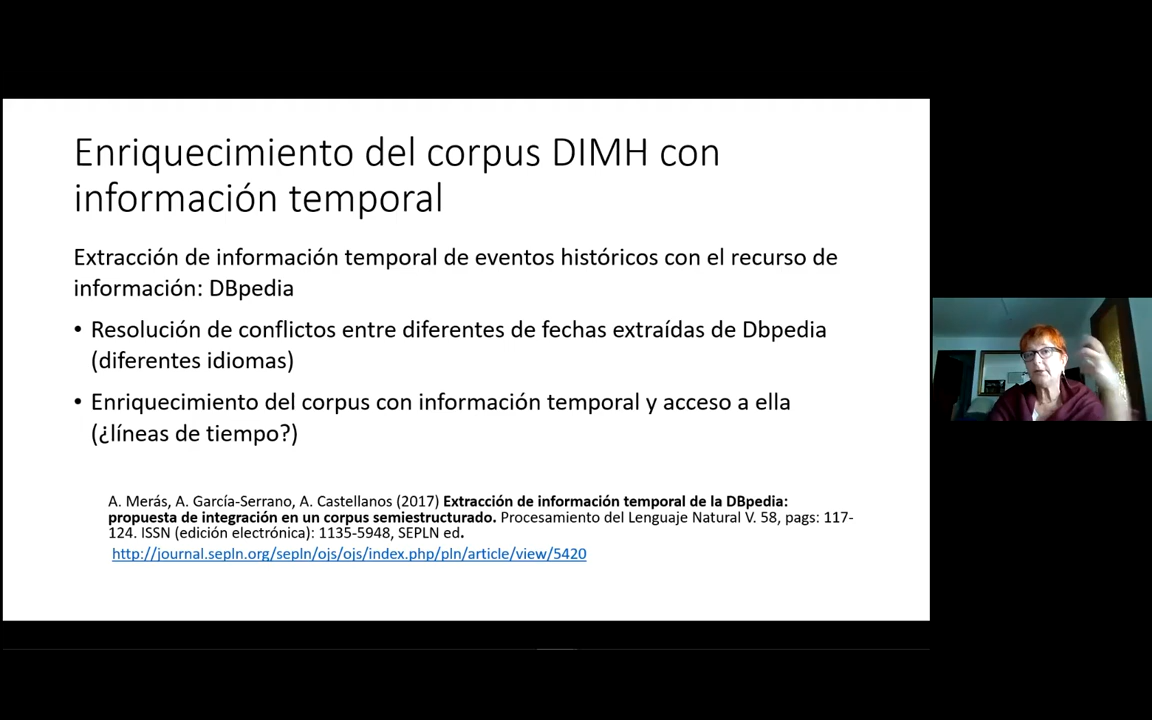 Enriquecimiento del corpus DIMH con
información temporal
Extracción de información temporal de eventos históricos con el recurso de
información: DBpedia
• Resolución de conflictos entre diferentes de fechas extraídas de Dbpedia
(diferentes idiomas)
• Enriquecimiento del corpus con información temporal y acceso a ella
(¿líneas de tiempo?)
A. Merás, A. García-Serrano, A. Castellanos (2017) Extracción de información temporal de la DBpedia:
propuesta de integración en un corpus semiestructurado. Procesamiento del Lenguaje Natural V. 58, pags: 117-
124. ISSN (edición electrónica): 1135-5948, SEPLN ed.
http://journal.sepln.org/sepln/ojs/ojs/index.php/pln/article/view/5420